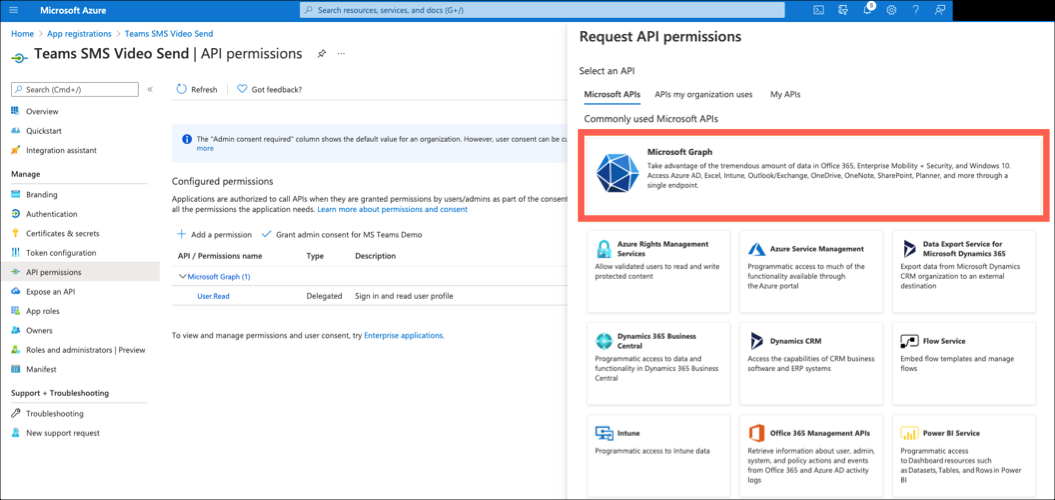 Microsoft Azure
Search resources, services, and docs (G+/)
8
Home > App registrations > Teams SMS Video Send
Teams SMS Video Send | API permissions
Search (Cmd+/)
Overview
Quickstart
Integration assistant
Manage
Branding
Authentication
Certificates & secrets
Token configuration
API permissions
Expose an API
App roles
Owners
Roles and administrators | Preview
Manifest
Support + Troubleshooting
Troubleshooting
New support request
Refresh
Got feedback?
The "Admin consent required" column shows the default value for an organization. However, user consent can be cu
more
Configured permissions
Applications are authorized to call APIs when they are granted permissions by users/admins as part of the consent
all the permissions the application needs. Learn more about permissions and consent
Add a permission
Grant admin consent for MS Teams Demo
API / Permissions name
Type
Description
Microsoft Graph (1)
User.Read
Delegated
Sign in and read user profile
To view and manage permissions and user consent, try Enterprise applications.
Request API permissions
Select an API
Microsoft APIs
APIs my organization uses
My APIs
Commonly used Microsoft APIs
Microsoft Graph
Take advantage of the tremendous amount of data in Office 365, Enterprise Mobility + Security, and Windows 10.
Access Azure AD, Excel, Intune, Outlook/Exchange, OneDrive, OneNote, SharePoint, Planner, and more through a
single endpoint.
Azure Rights Management
Services
Allow validated users to read and write
protected content
Azure Service Management
Programmatic access to much of the
functionality available through
the Azure portal
Data Export Service for
Microsoft Dynamics 365
Export data from Microsoft Dynamics
CRM organization to an external
destination
Dynamics 365 Business
Central
Programmatic access to data and
functionality in Dynamics 365 Business
Central
Dynamics CRM
Access the capabilities of CRM business
software and ERP systems
Flow Service
Embed flow templates and manage
flows
Intune
Programmatic access to Intune data
Office 365 Management APIs
Retrieve information about user, admin,
system, and policy actions and events
from Office 365 and Azure AD activity
logs
Power BI Service
Programmatic access
to Dashboard resources such
as Datasets, Tables, and Rows in Power
BI